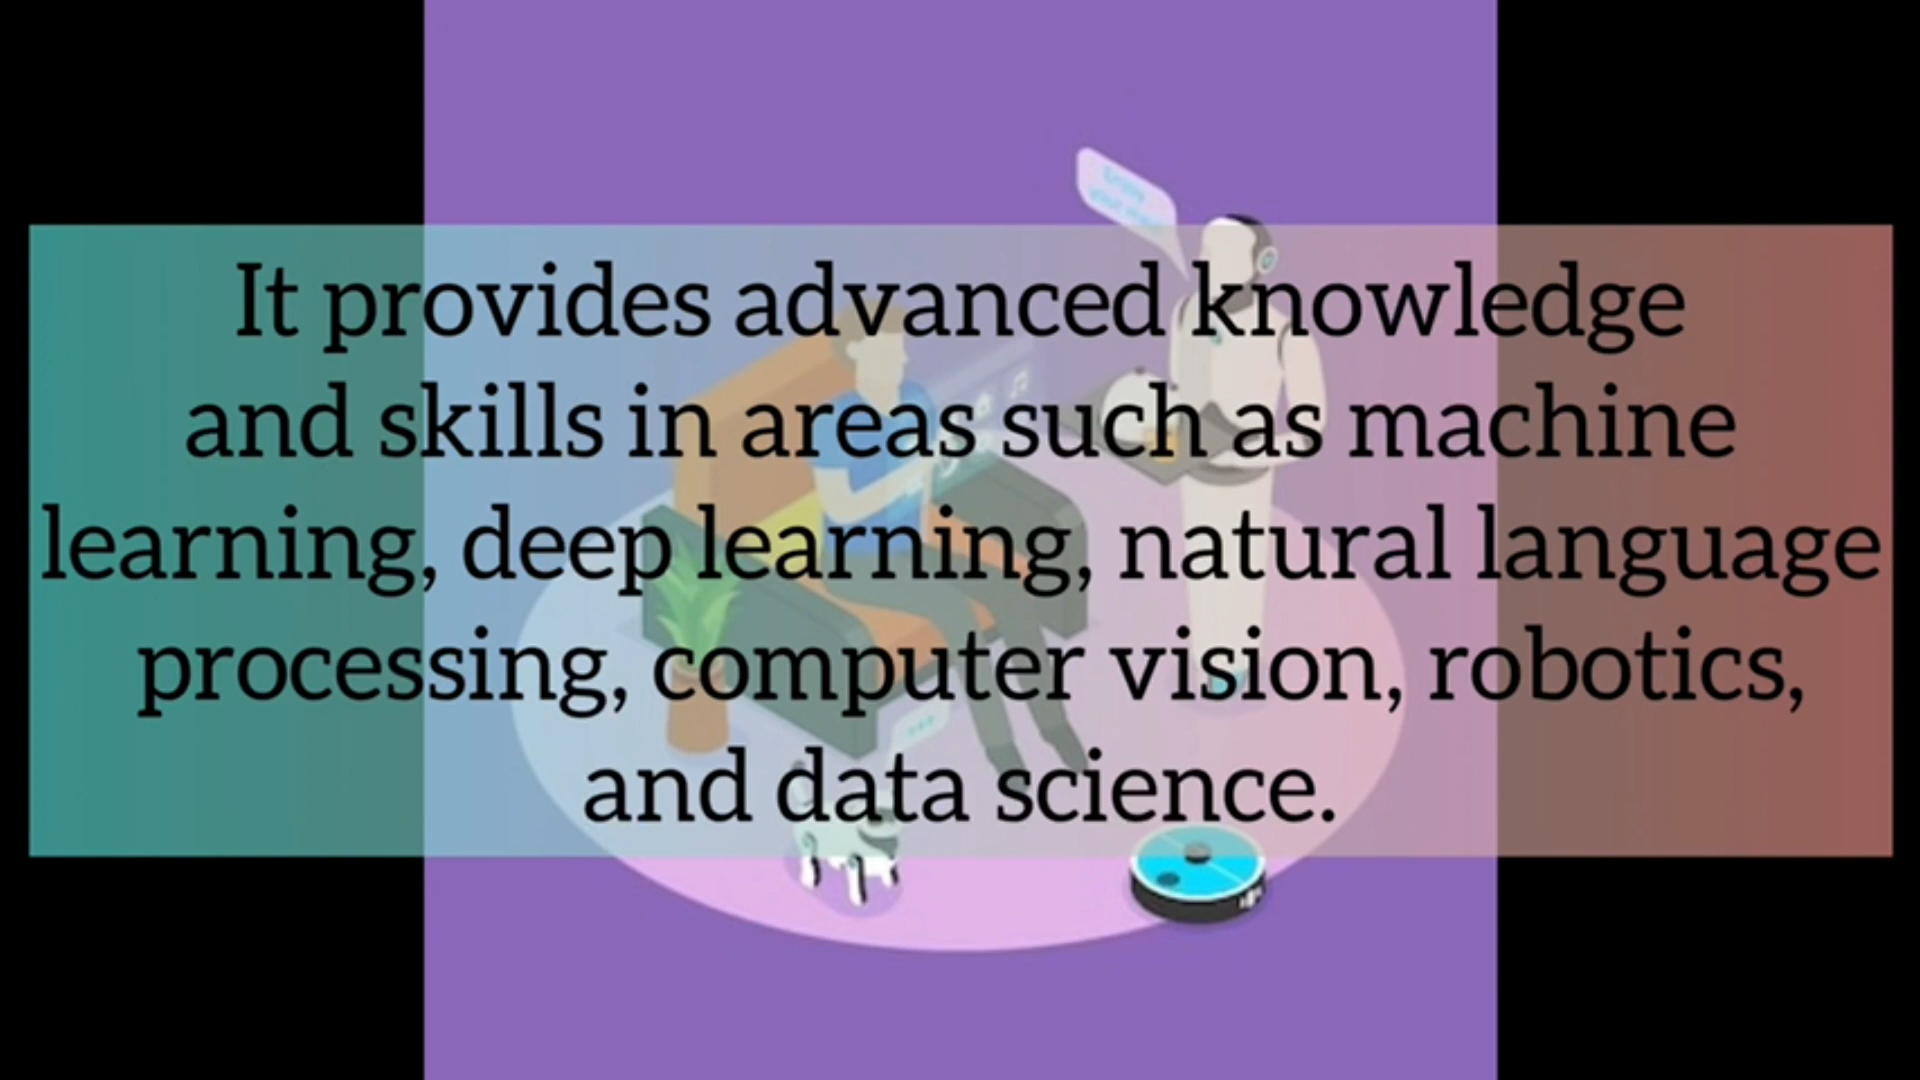 It provides advanced knowledge
and skills in areas such as machine
learning, deep learning, natural language
processing, computer vision, robotics,
and data science.